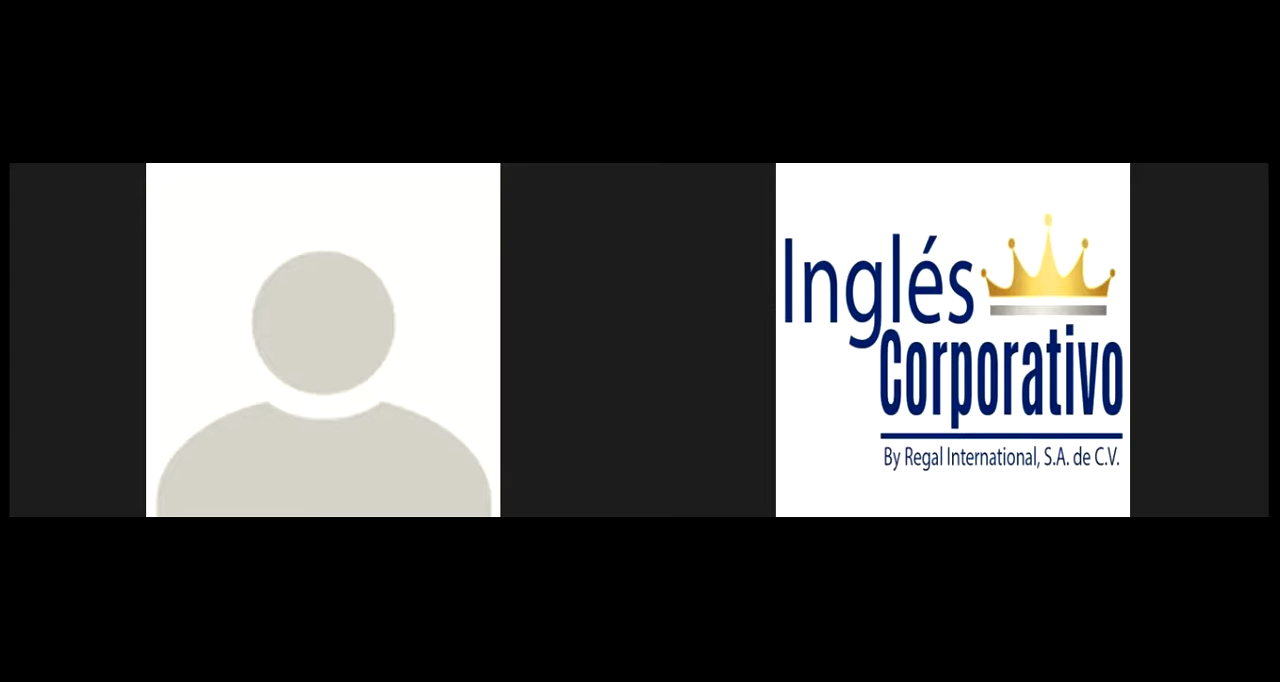 Inglés
Corporativo
By Regal International, S.A. de C.V.